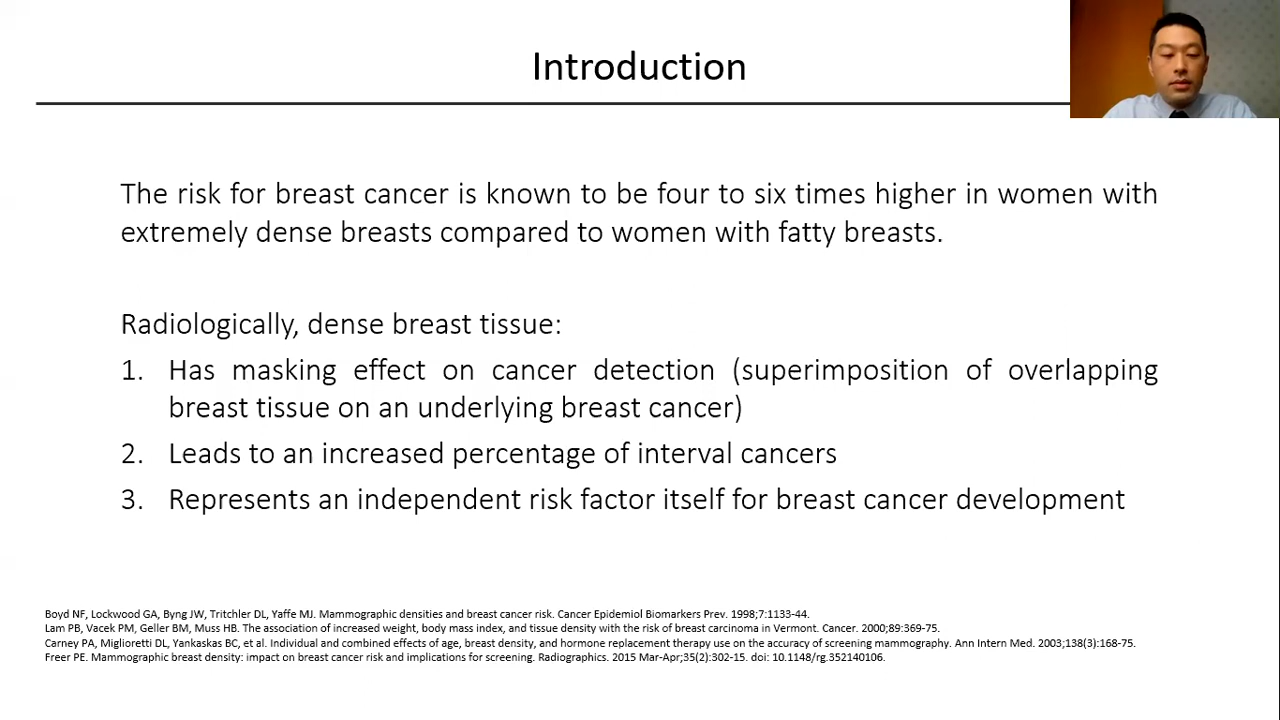 Introduction
The risk for breast cancer is known to be four to six times higher in women with
extremely dense breasts compared to women with fatty breasts.
Radiologically, dense breast tissue:
1. Has masking effect on cancer detection (superimposition of overlapping
breast tissue on an underlying breast cancer)
2. Leads to an increased percentage of interval cancers
3. Represents an independent risk factor itself for breast cancer development
Boyd NF, Lockwood GA, Byng JW, Tritchler DL, Yaffe MJ. Mammographic densities and breast cancer risk. Cancer Epidemiol Biomarkers Prev. 1998;7:1133-44.
Lam PB, Vacek PM, Geller BM, Muss HB. The association of increased weight, body mass index, and tissue density with the risk of breast carcinoma in Vermont. Cancer. 2000;89:369-75.
Carney PA, Miglioretti DL, Yankaskas BC, et al. Individual and combined effects of age, breast density, and hormone replacement therapy use on the accuracy of screening mammography. Ann Intern Med. 2003;138(3):168-75.
Freer PE. Mammographic breast density: impact on breast cancer risk and implications for screening. Radiographics. 2015 Mar-Apr;35(2):302-15. doi: 10.1148/rg.352140106.